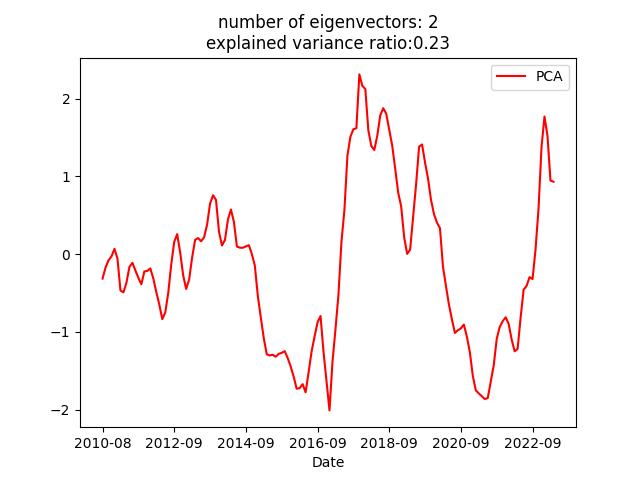 number of eigenvectors: 2
explained variance ratio:0.23
PCA
2
1
0
−1
−2
2010-08 2012-09 2014-09 2016-09 2018-09 2020-09 2022-09
Date